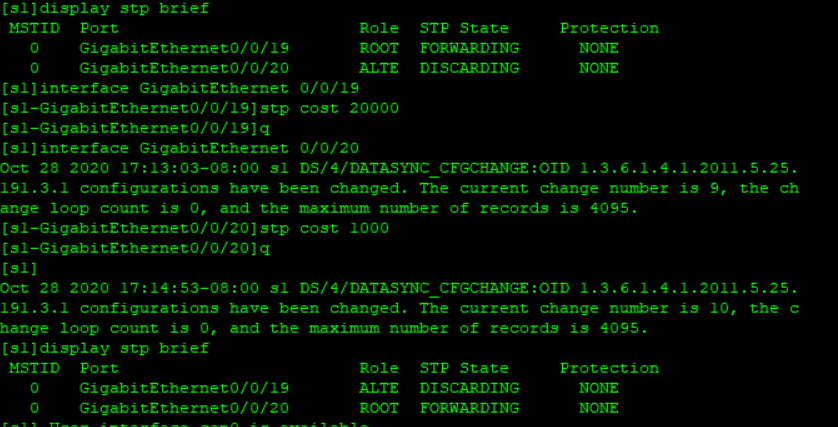 [s1]display stp brief
MSTID Port Role STP State Protection
0 GigabitEthernet0/0/19 ROOT FORWARDING NONE
0 GigabitEthernet0/0/20 ALTE DISCARDING NONE
[s1]interface GigabitEthernet 0/0/19
[s1-GigabitEthernet0/0/19]stp cost 20000
[s1-GigabitEthernet0/0/19]q
[s1]interface GigabitEthernet 0/0/20
Oct 28 2020 17:13:03-08:00 s1 DS/4/DATASYNC_CFGCHANGE:OID 1.3.6.1.4.1.2011.5.25.
191.3.1 configurations have been changed. The current change number is 9, the ch
ange loop count is 0, and the maximum number of records is 4095.
[s1-GigabitEthernet0/0/20]stp cost 1000
[s1-GigabitEthernet0/0/20]q
[s1]
Oct 28 2020 17:14:53-08:00 s1 DS/4/DATASYNC_CFGCHANGE:OID 1.3.6.1.4.1.2011.5.25.
191.3.1 configurations have been changed. The current change number is 10, the c
hange loop count is 0, and the maximum number of records is 4095.
[s1]display stp brief
MSTID Port Role STP State Protection
0 GigabitEthernet0/0/19 ALTE DISCARDING NONE
0 GigabitEthernet0/0/20 ROOT FORWARDING NONE
[s1] User interface con0 is available